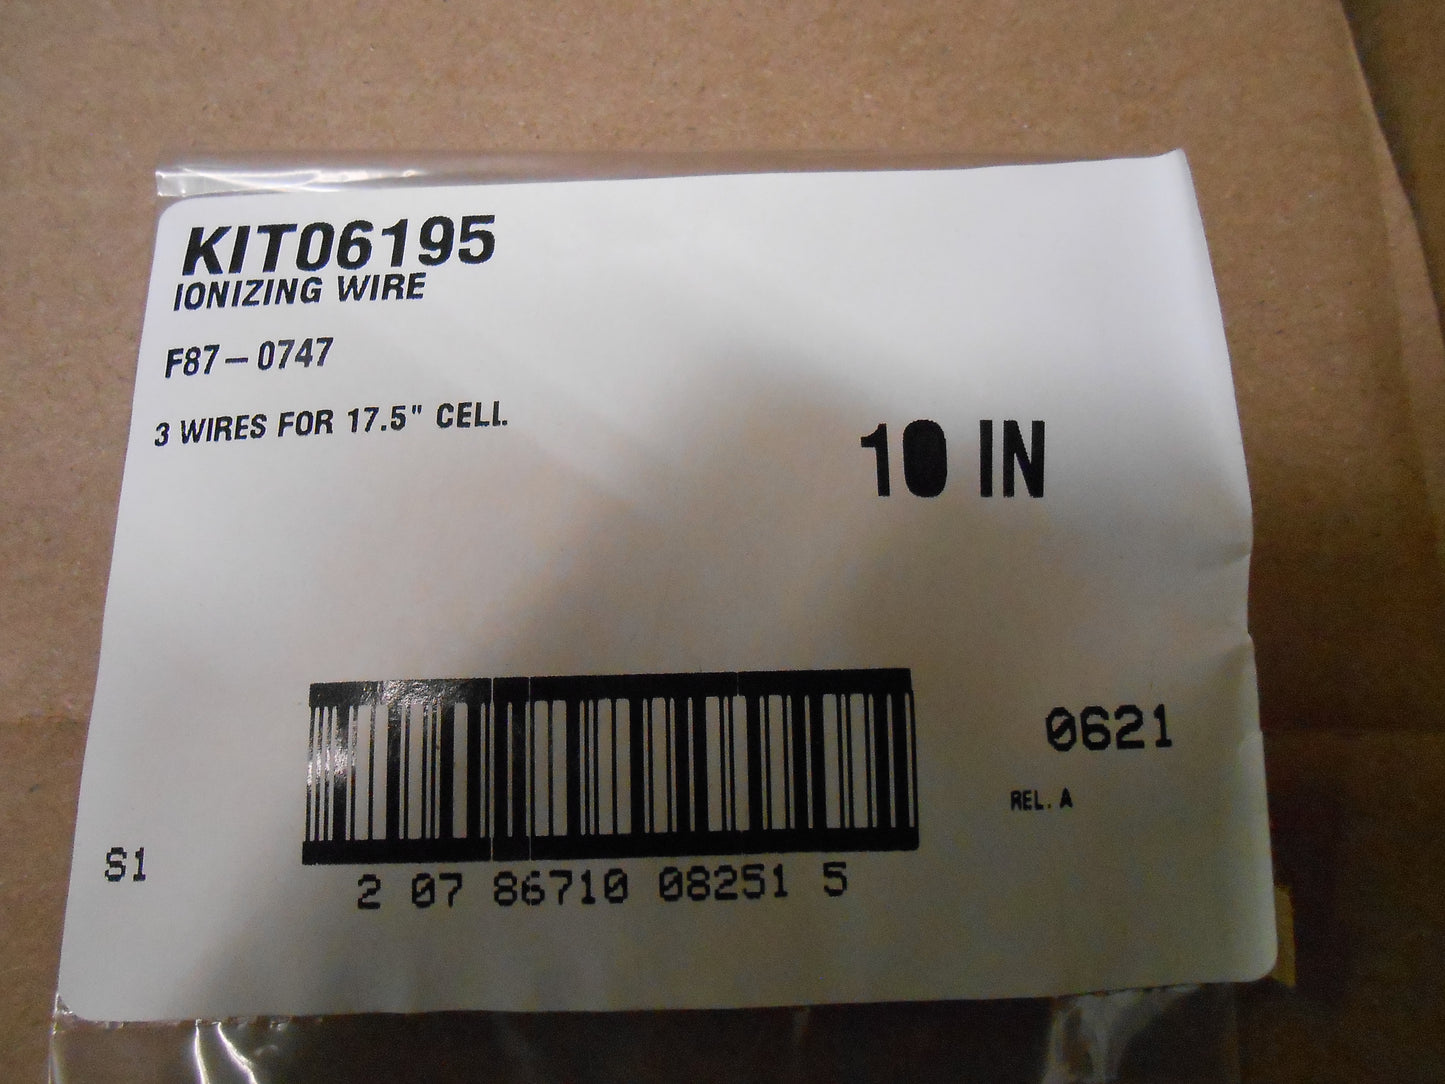 KIT06195
IONIZING WIRE
F87-0747
3 WIRES FOR 17.5" CELL
10 IN
0621
REL. A
S1
2 07 86710 08251 5